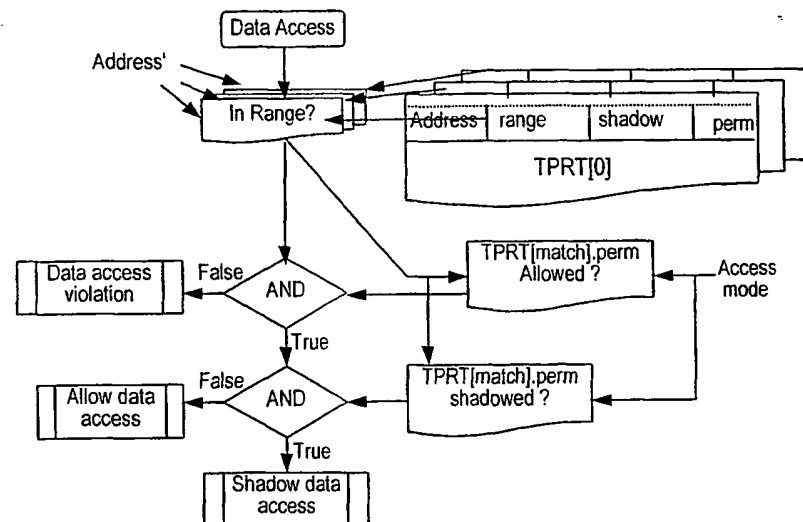 Data Access
Address'
In Range?
Address range shadow perm
TPRT[0]
TPRT[match].perm
Allowed ?
Access
mode
Data access
violation
False
AND
True
TPRT[match].perm
shadowed ?
Allow data
access
False
AND
True
Shadow data
access